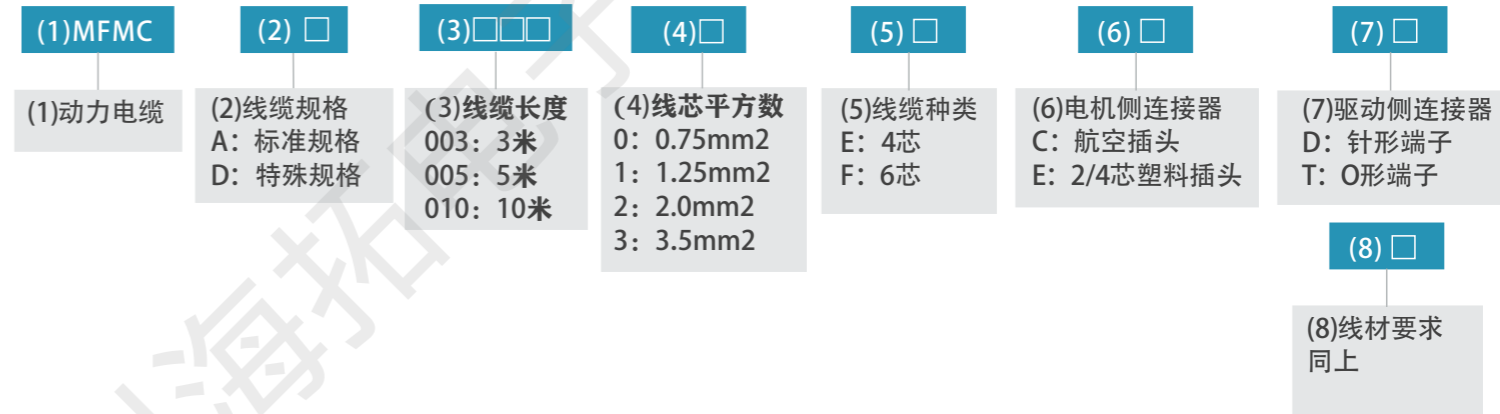 (1)MFMC (2) □ (3)□□□ (4)□ (5) □ (6) □ (7) □
(1)动力电缆
(2)线缆规格
A：标准规格
D：特殊规格
(3)线缆长度
003：3米
005：5米
010：10米
(4)线芯平方数
0：0.75mm2
1：1.25mm2
2：2.0mm2
3：3.5mm2
(5)线缆种类
E：4芯
F：6芯
(6)电机侧连接器
C：航空插头
E：2/4芯塑料插头
(7)驱动侧连接器
D：针形端子
T：O形端子
(8) □
(8)线材要求
同上
海拓电子